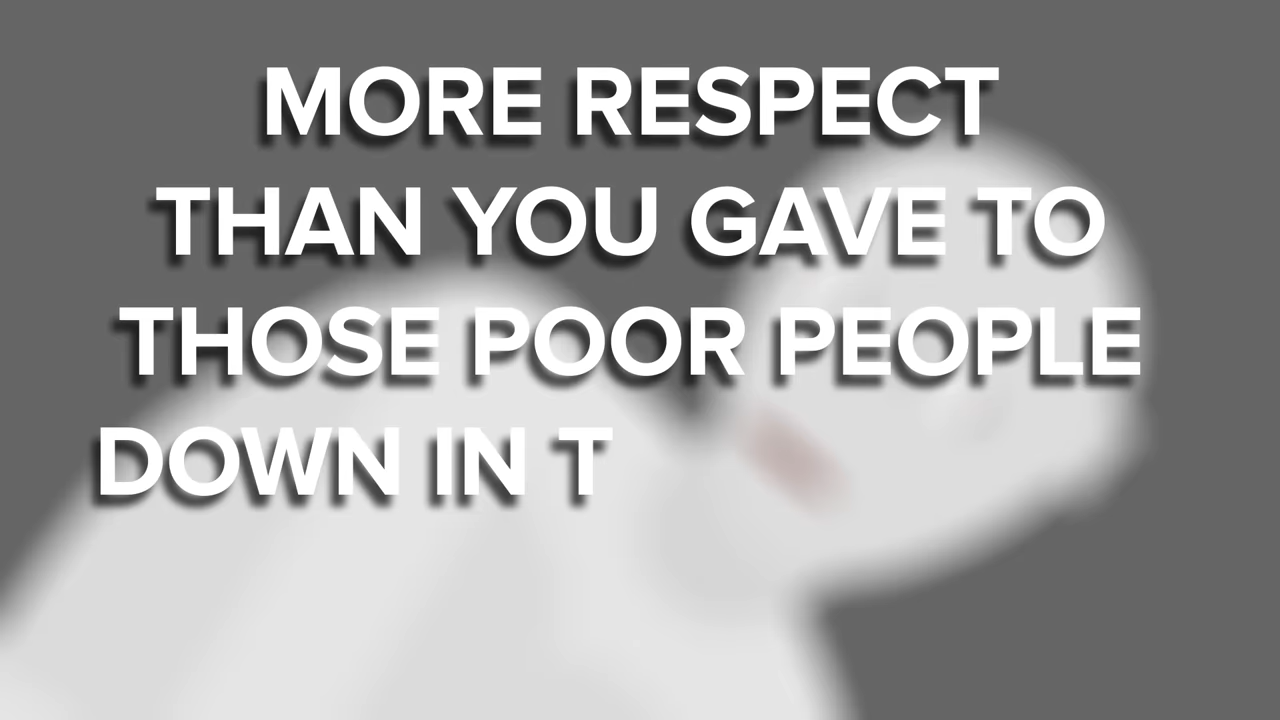 MORE RESPECT
THAN YOU GAVE TO
THOSE POOR PEOPLE
DOWN IN T